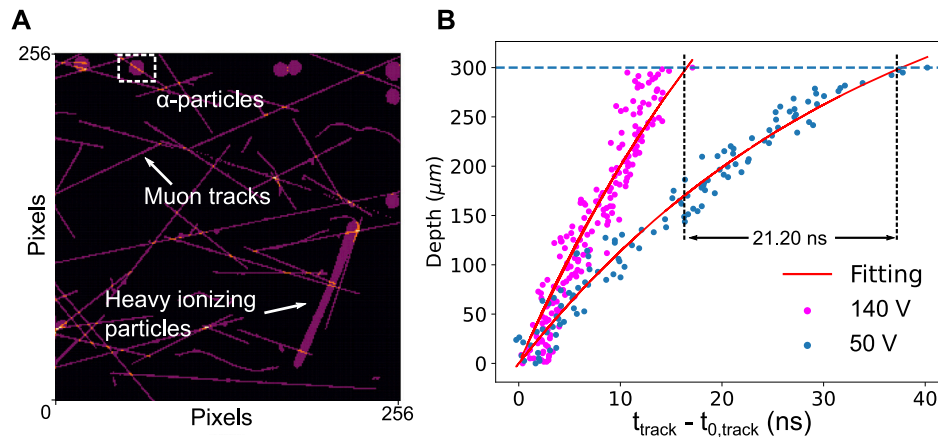 A
256
α-particles
Muon tracks
Heavy ionizing
particles
Pixels
0
Pixels
256
B
300
250
200
150
100
50
0
Depth (μm)
21.20 ns
Fitting
140 V
50 V
0
10
20
30
40
t_track - t_0,track (ns)